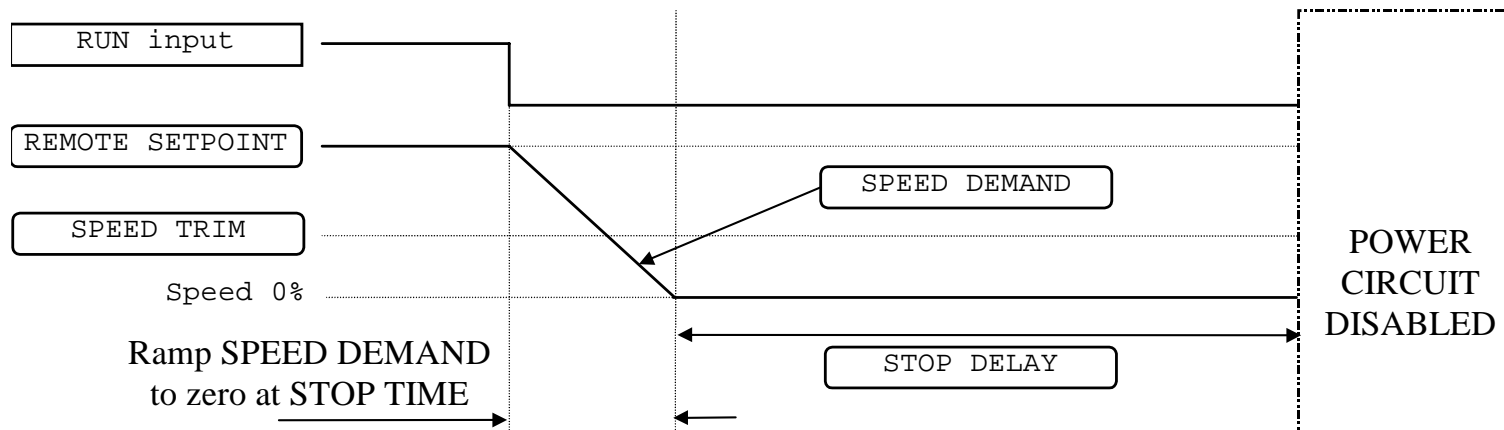 RUN input
REMOTE SETPOINT
SPEED DEMAND
SPEED TRIM
Speed 0%
POWER
CIRCUIT
DISABLED
Ramp SPEED DEMAND
to zero at STOP TIME
STOP DELAY